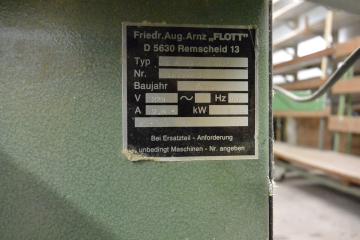 Friedr. Aug. Arnz „FLOTT"
D 5630 Remscheid 13
Typ
Nr.
Baujahr
V ~ Hz
A kW
Bei Ersatzteil - Anforderung
unbedingt Maschinen - Nr. angeben